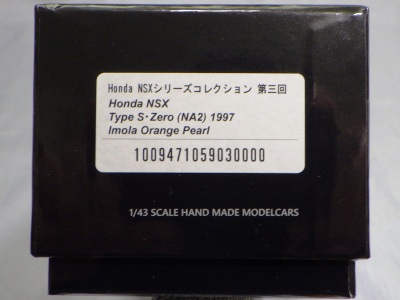 Honda NSXシリーズコレクション 第三回
Honda NSX
Type S・Zero (NA2) 1997
Imola Orange Pearl
1009471059030000
1/43 SCALE HAND MADE MODELCARS